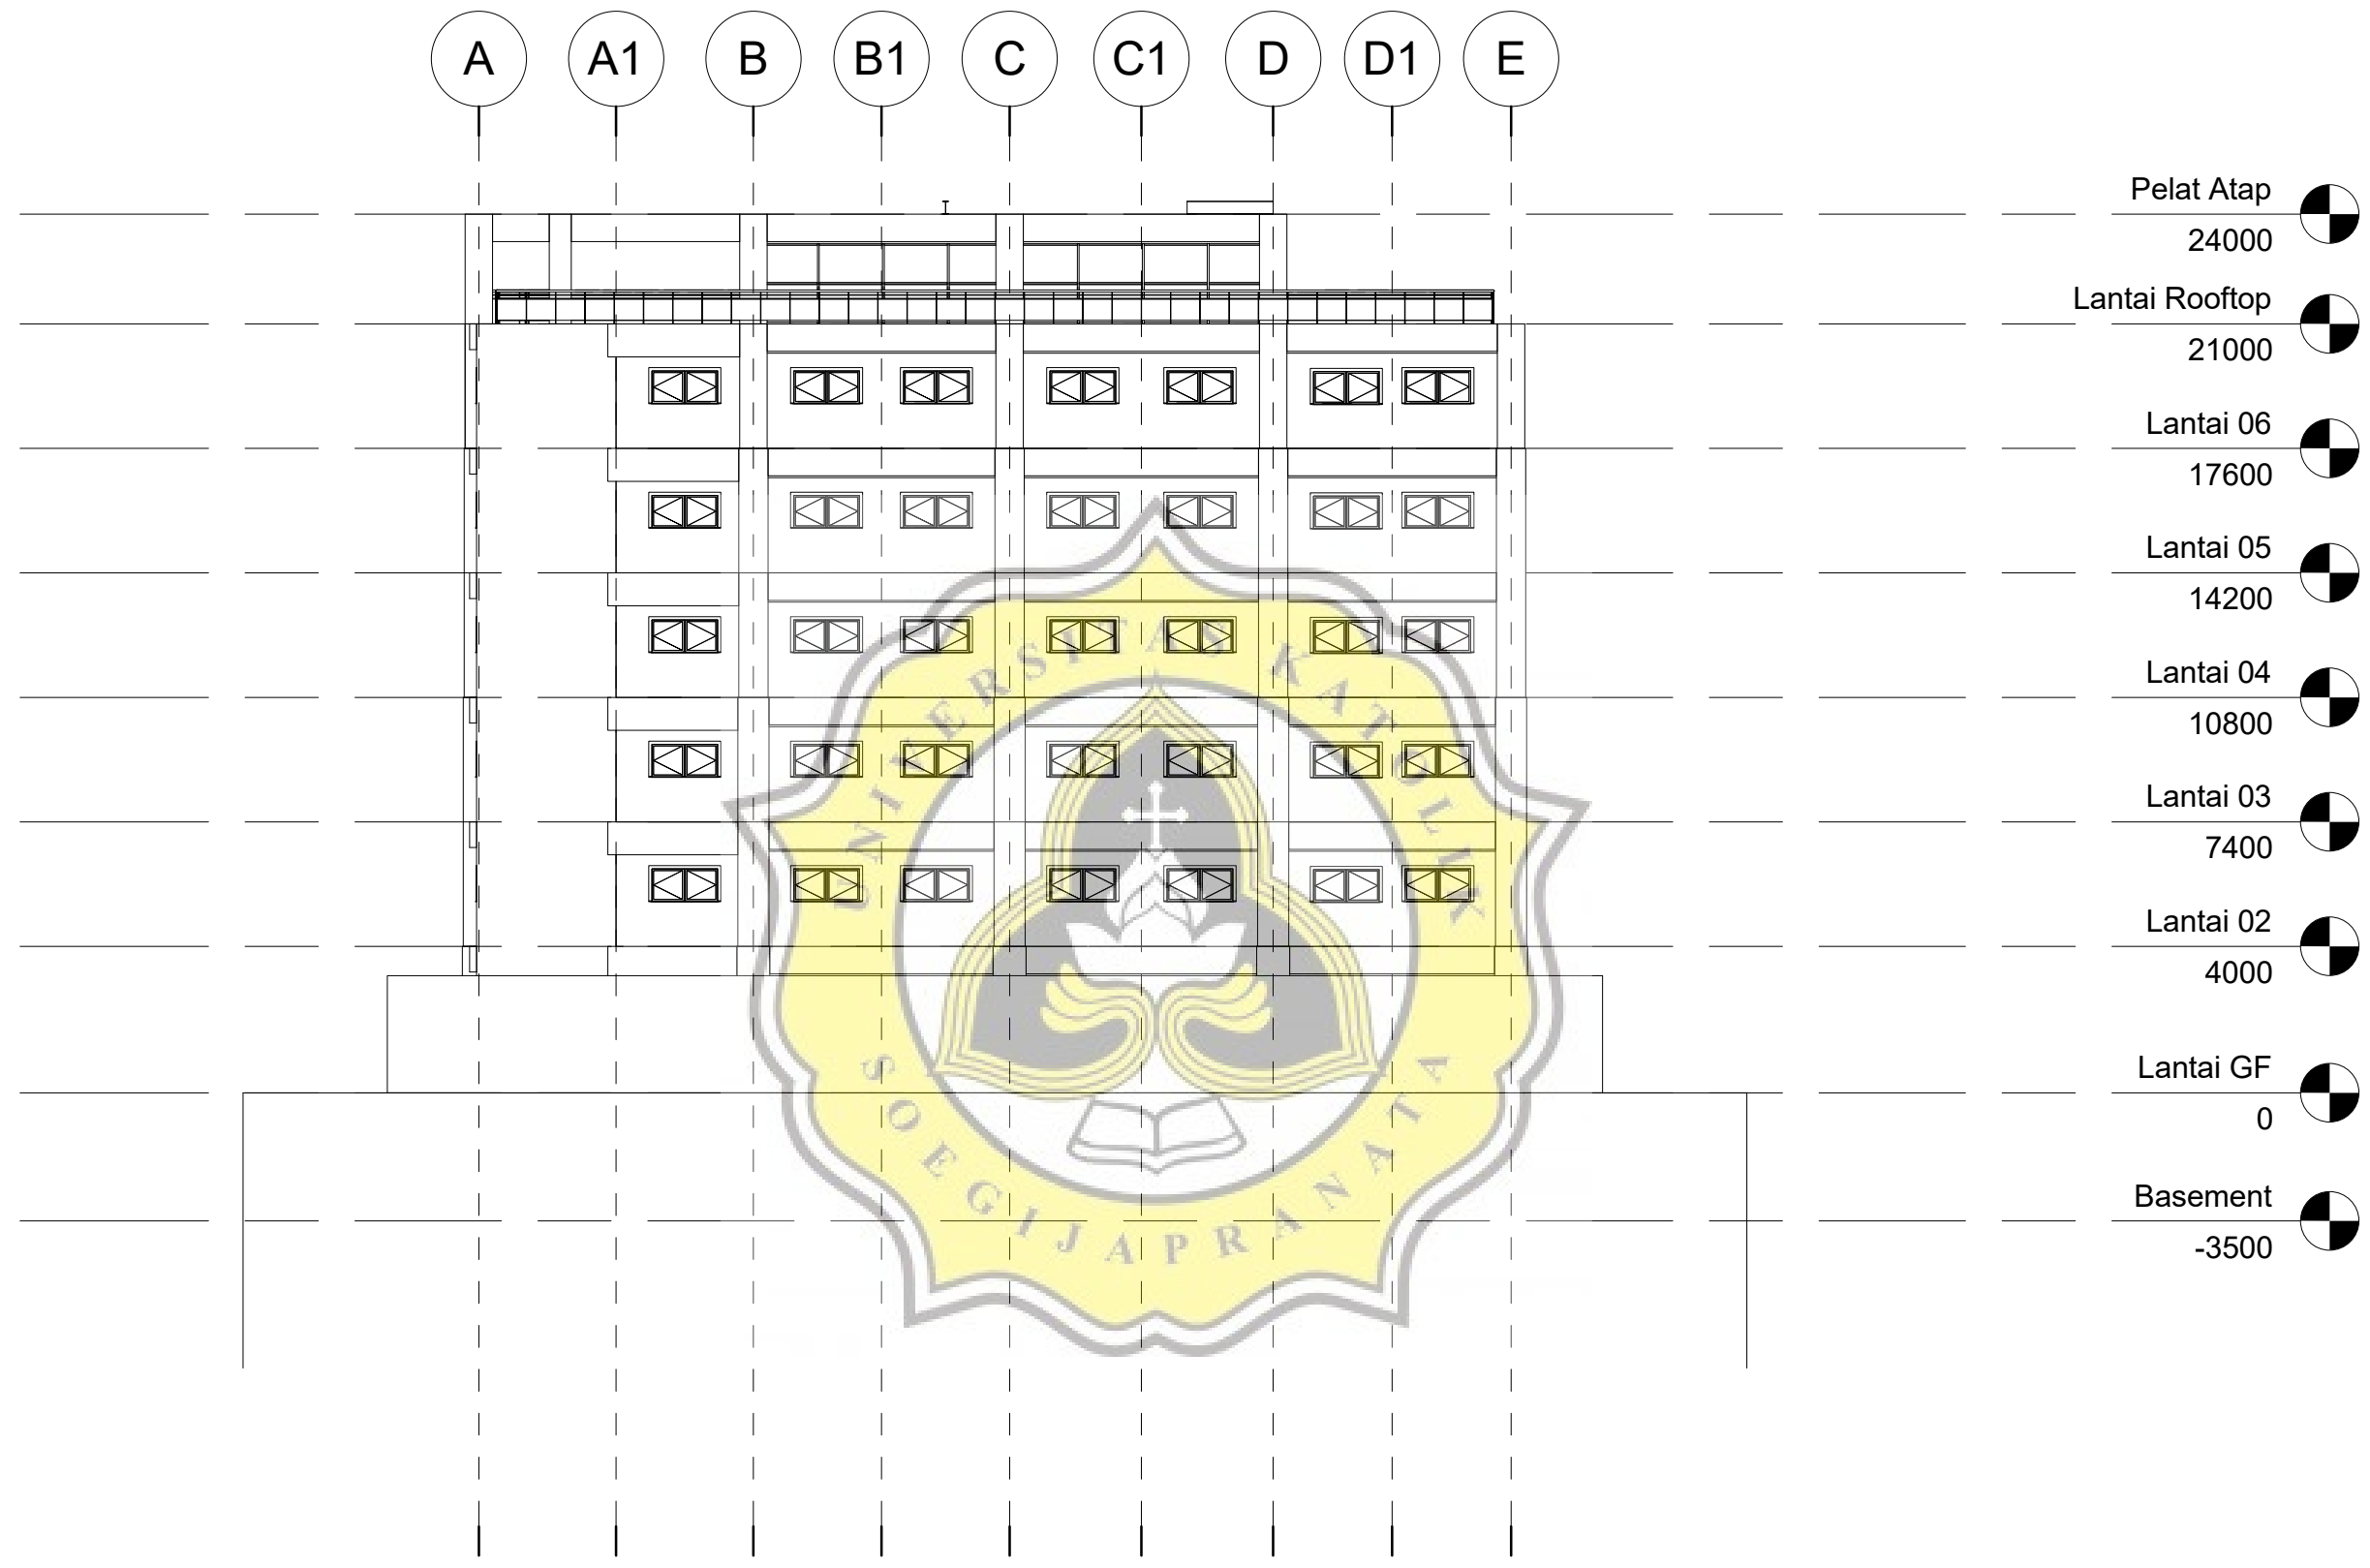 A A1 B B1 C C1 D D1 E
Pelat Atap
24000
Lantai Rooftop
21000
Lantai 06
17600
Lantai 05
14200
Lantai 04
10800
Lantai 03
7400
Lantai 02
4000
Lantai GF
0
Basement
-3500
UNIVERSITAS KATOLIK
SOEGIJAPRANATA